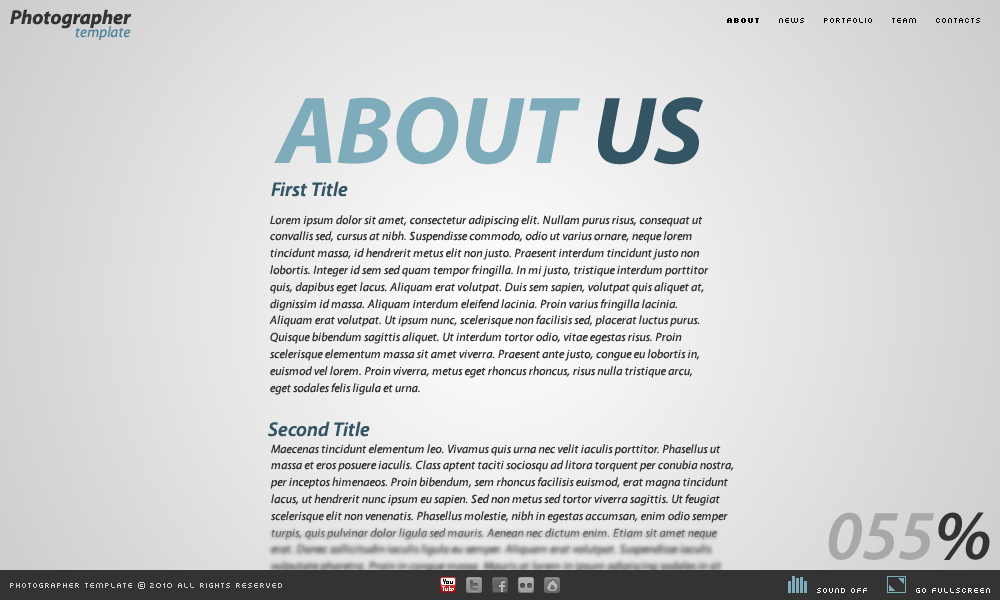 Photographer
template
ABOUT NEWS PORTFOLIO TEAM CONTACTS
ABOUT US
First Title
Lorem ipsum dolor sit amet, consectetur adipiscing elit. Nullam purus risus, consequat ut
convallis sed, cursus at nibh. Suspendisse commodo, odio ut varius ornare, neque lorem
tincidunt massa, id hendrerit metus elit non justo. Praesent interdum tincidunt justo non
lobortis. Integer id sem sed quam tempor fringilla. In mi justo, tristique interdum porttitor
quis, dapibus eget lacus. Aliquam erat volutpat. Duis sem sapien, volutpat quis aliquet at,
dignissim id massa. Aliquam interdum eleifend lacinia. Proin varius fringilla lacinia.
Aliquam erat volutpat. Ut ipsum nunc, scelerisque non facilisis sed, placerat luctus purus.
Quisque bibendum sagittis aliquet. Ut interdum tortor odio, vitae egestas risus. Proin
scelerisque elementum massa sit amet viverra. Praesent ante justo, congue eu lobortis in,
euismod vel lorem. Proin viverra, metus eget rhoncus rhoncus, risus nulla tristique arcu,
eget sodales felis ligula et urna.
Second Title
Maecenas tincidunt elementum leo. Vivamus quis urna nec velit iaculis porttitor. Phasellus ut
massa et eros posuere iaculis. Class aptent taciti sociosqu ad litora torquent per conubia nostra,
per inceptos himenaeos. Proin bibendum, sem rhoncus facilisis euismod, erat magna tincidunt
lacus, ut hendrerit nunc ipsum eu sapien. Sed non metus sed tortor viverra sagittis. Ut feugiat
scelerisque elit non venenatis. Phasellus molestie, nibh in egestas accumsan, enim odio semper
turpis, quis pulvinar dolor ligula sed mauris. Aenean nec dictum enim. Etiam sit amet neque
erat. Donec sollicitudin iaculis ligula eu semper. Aliquam erat volutpat. Suspendisse iaculis
055%
PHOTOGRAPHER TEMPLATE © 2010 ALL RIGHTS RESERVED
You Tube
SOUND OFF
GO FULLSCREEN